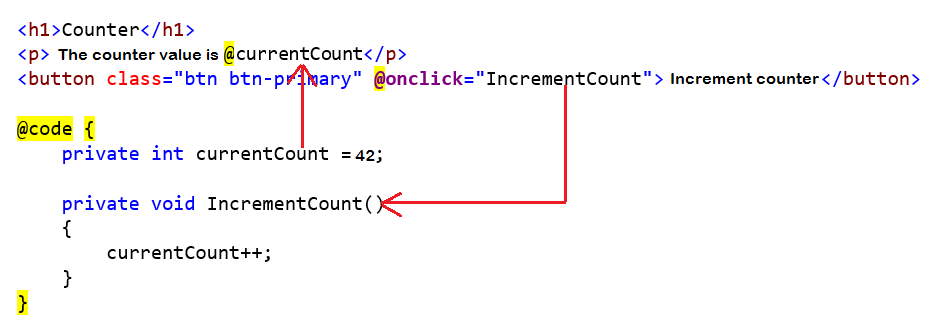 <h1>Counter</h1>
<p> The counter value is @currentCount</p>
<button class="btn btn-primary" @onclick="IncrementCount"> Increment counter</button>
@code {
private int currentCount = 42;
private void IncrementCount()
{
currentCount++;
}
}